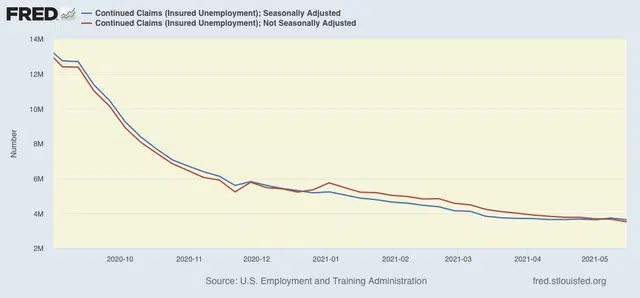 FRED
Continued Claims (Insured Unemployment); Seasonally Adjusted
Continued Claims (Insured Unemployment); Not Seasonally Adjusted
14M
12M
10M
8M
6M
4M
2M
Number
2020-10
2020-11
2020-12
2021-01
2021-02
2021-03
2021-04
2021-05
Source: U.S. Employment and Training Administration
fred.stlouisfed.org